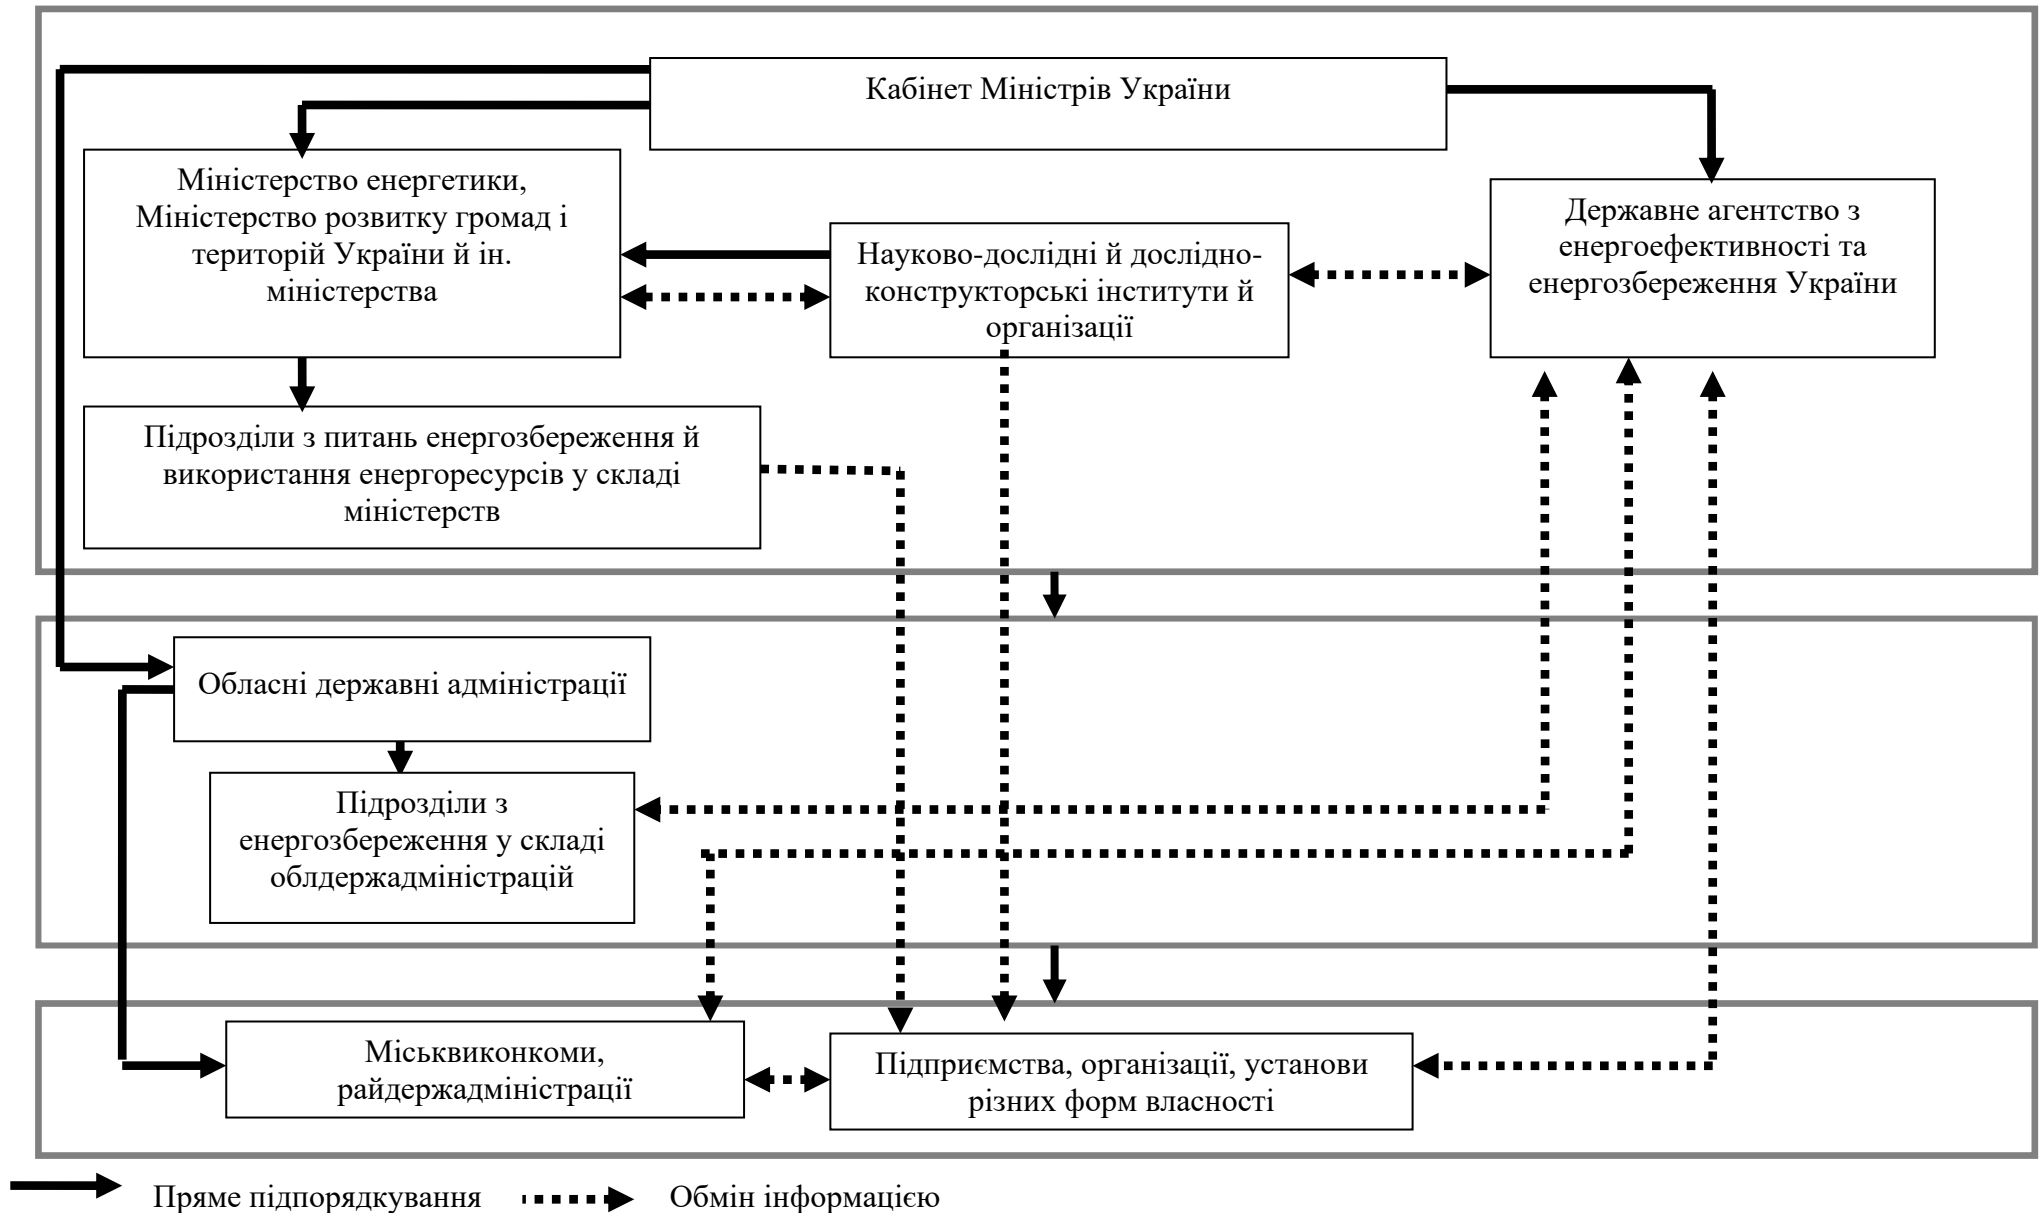 Кабінет Міністрів України
Міністерство енергетики,
Міністерство розвитку громад і
територій України й ін.
міністерства
Науково-дослідні й дослідно-
конструкторські інститути й
організації
Державне агентство з
енергоефективності та
енергозбереження України
Підрозділи з питань енергозбереження й
використання енергоресурсів у складі
міністерств
Обласні державні адміністрації
Підрозділи з
енергозбереження у складі
облдержадміністрацій
Міськвиконкоми,
райдержадміністрації
Підприємства, організації, установи
різних форм власності
Пряме підпорядкування
Обмін інформацією